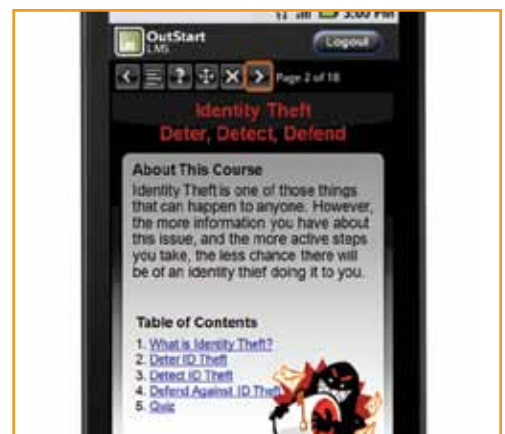 3:00 PM
OutStart
LMS
Logout
Page 2 of 18
Identity Theft
Deter, Detect, Defend
About This Course
Identity Theft is one of those things
that can happen to anyone. However,
the more information you have about
this issue, and the more active steps
you take, the less chance there will
be of an identity thief doing it to you.
Table of Contents
1. What is Identity Theft?
2. Deter ID Theft
3. Detect ID Theft
4. Defend Against ID Theft
5. Quiz